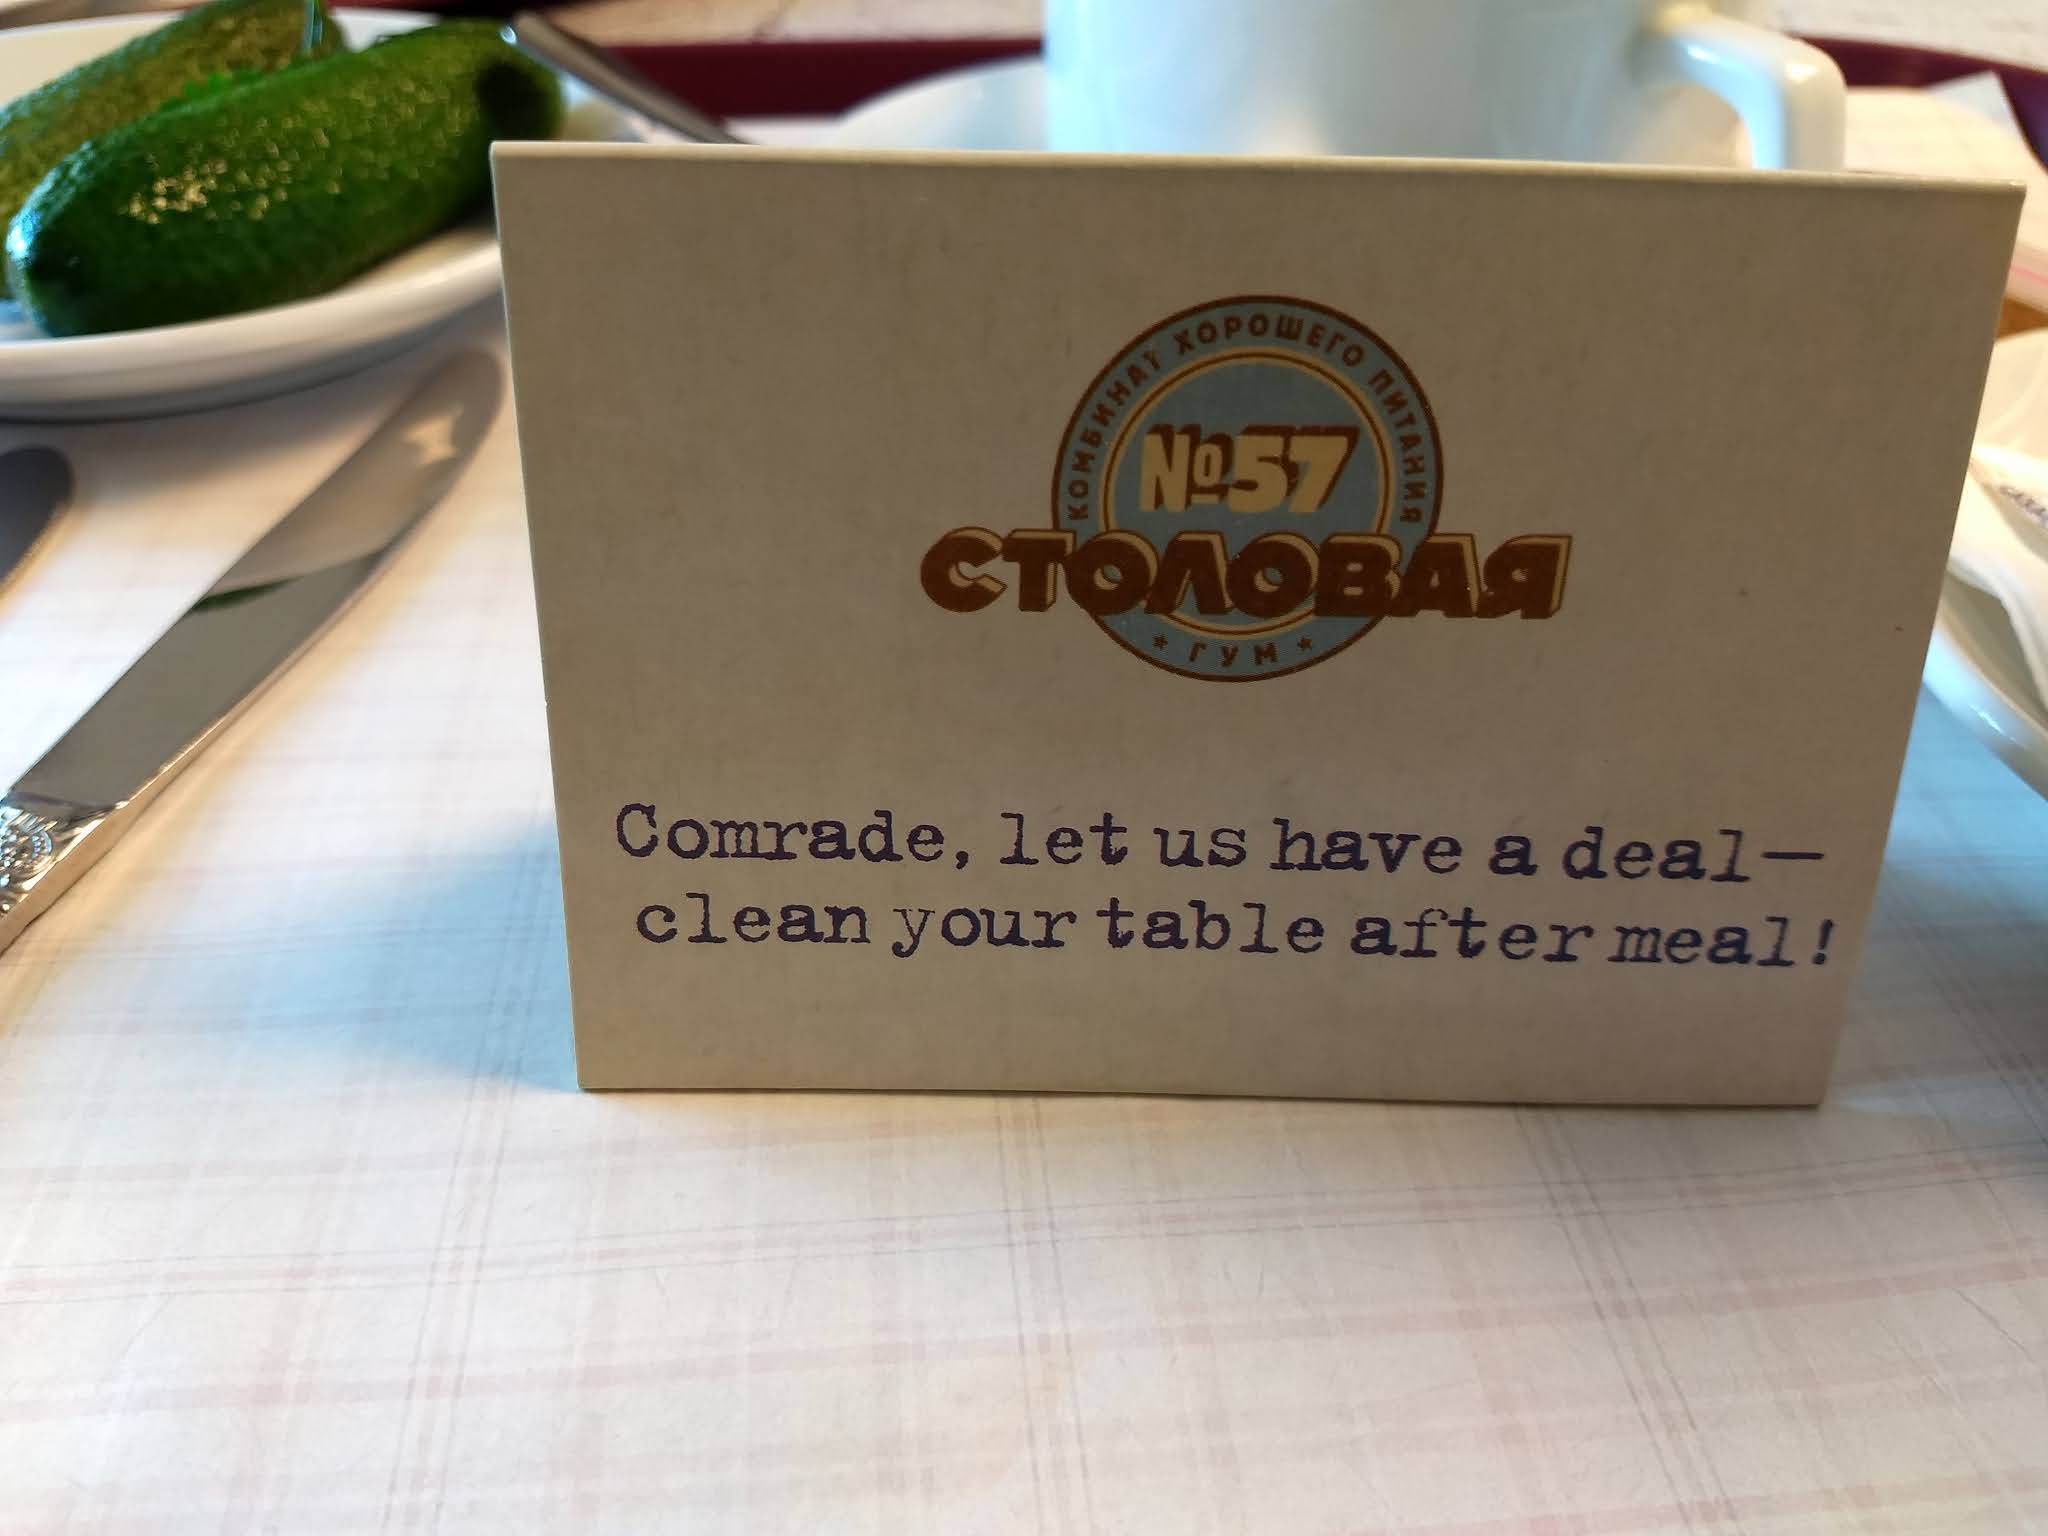 КОМБИНАТ ХОРОШЕГО ПИТАНИЯ
№57
СТОЛОВАЯ
* ГУМ *
Comrade, let us have a deal—
clean your table after meal!